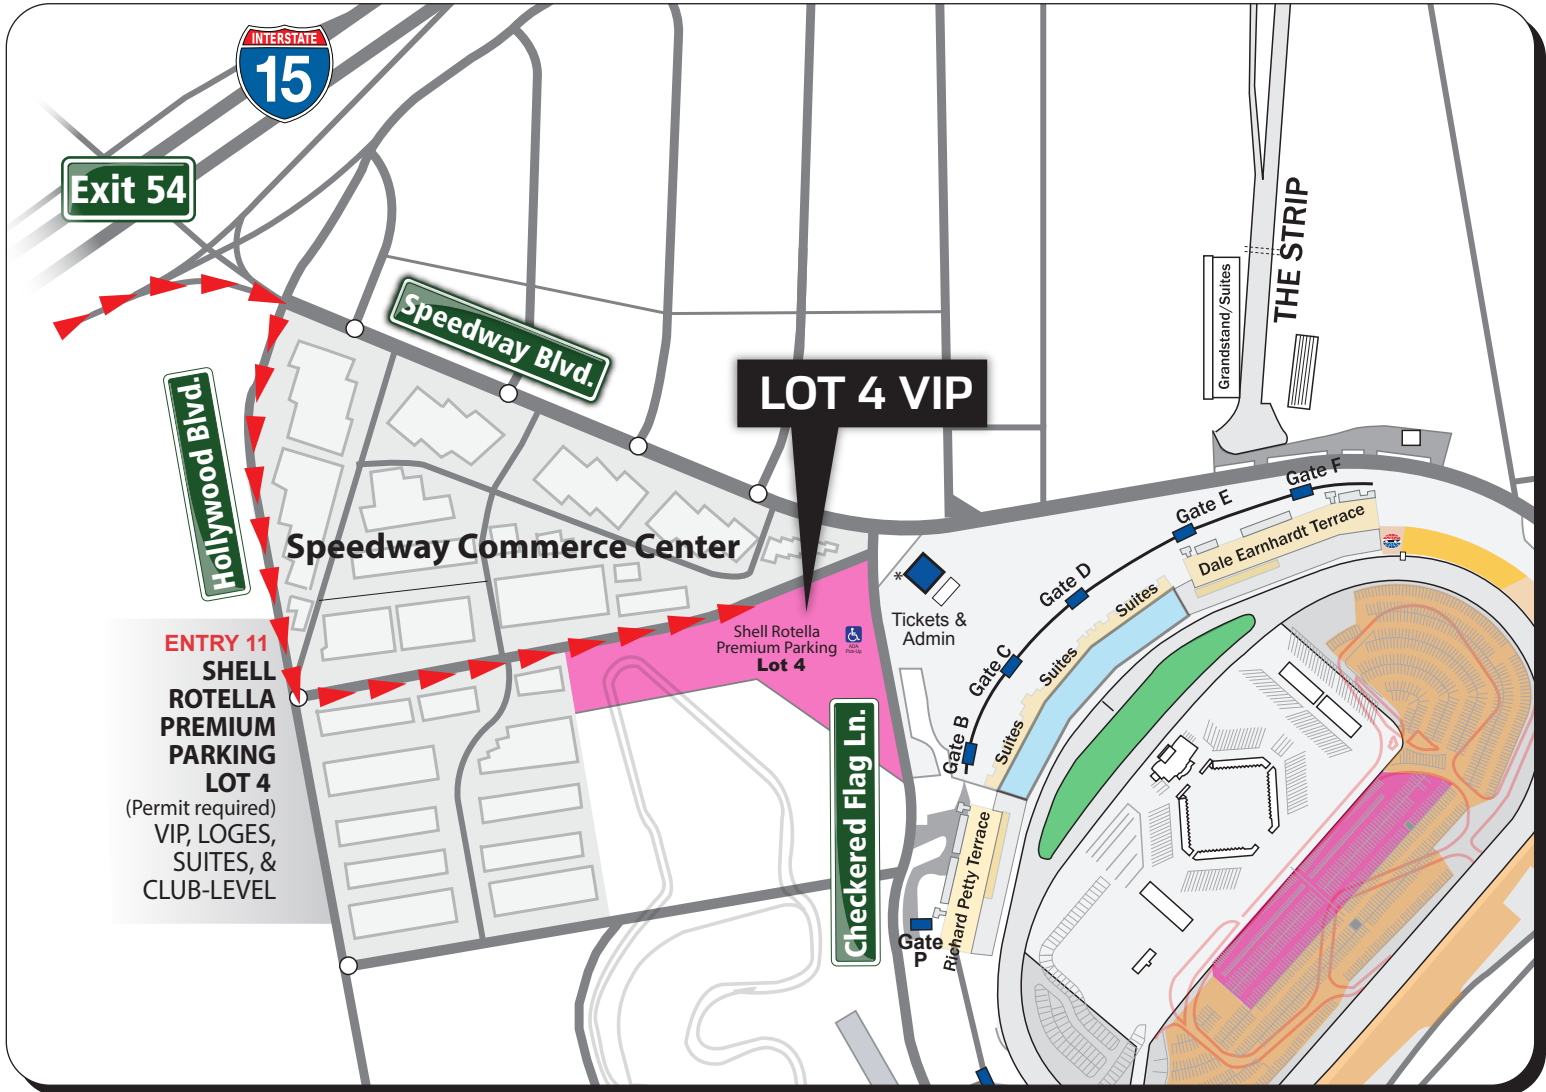 INTERSTATE
15
Exit 54
Speedway Blvd.
Hollywood Blvd.
LOT 4 VIP
THE STRIP
Grandstand/Suites
Speedway Commerce Center
Gate F
Gate E
Gate D
Gate C
Gate B
Dale Earnhardt Terrace
Suites
Suites
Suites
*
Tickets &
Admin
Shell Rotella
Premium Parking
Lot 4
ADA
Pick-Up
ENTRY 11
SHELL
ROTELLA
PREMIUM
PARKING
LOT 4
(Permit required)
VIP, LOGES,
SUITES, &
CLUB-LEVEL
Checkered Flag Ln.
Richard Petty Terrace
Gate
P